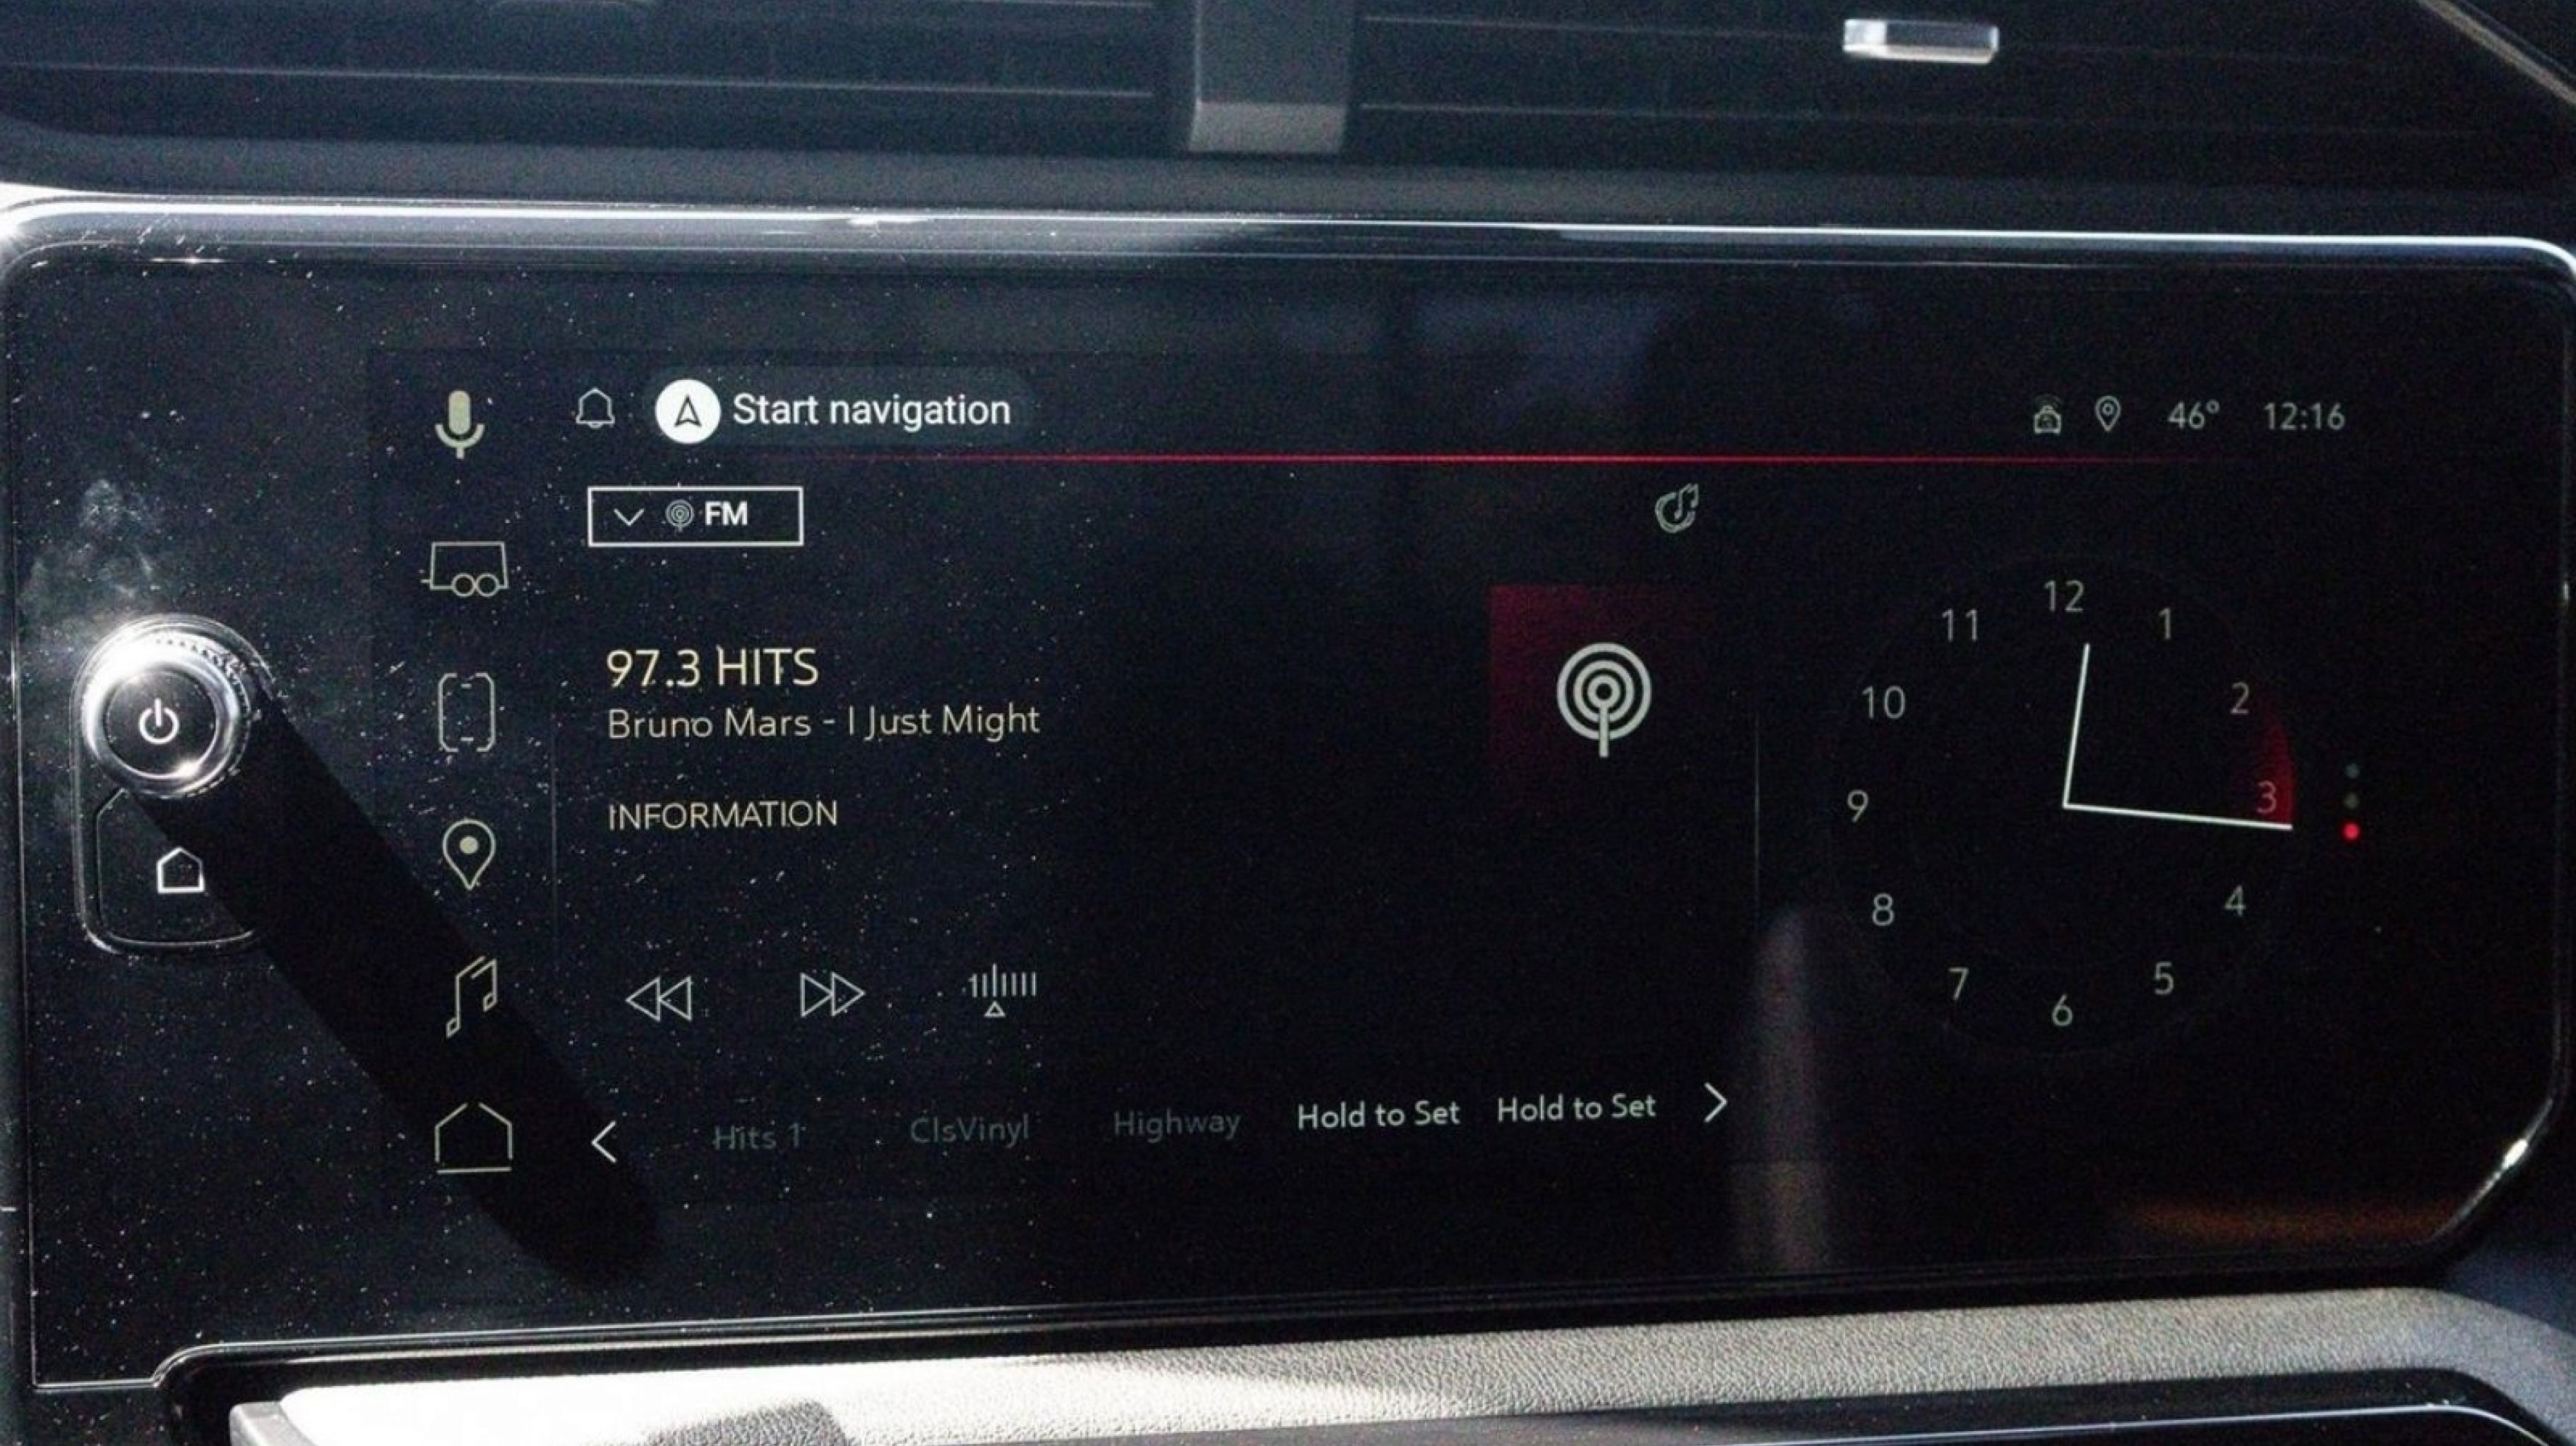 Start navigation
46° 12:16
FM
97.3 HITS
Bruno Mars - I Just Might
INFORMATION
Hits 1 ClsVinyl Highway Hold to Set Hold to Set
12
1
2
3
4
5
6
7
8
9
10
11